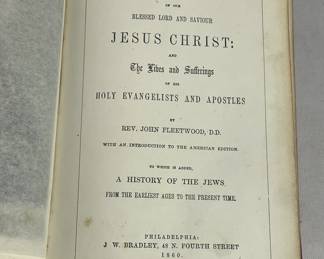 OF OUR
BLESSED LORD AND SAVIOUR
JESUS CHRIST:
AND
The Lives and Sufferings
OF HIS
HOLY EVANGELISTS AND APOSTLES
BY
REV. JOHN FLEETWOOD, D.D.
WITH AN INTRODUCTION TO THE AMERICAN EDITION.
TO WHICH IS ADDED,
A HISTORY OF THE JEWS
FROM THE EARLIEST AGES TO THE PRESENT TIME.
PHILADELPHIA:
J. W. BRADLEY, 48 N. FOURTH STREET
1860.